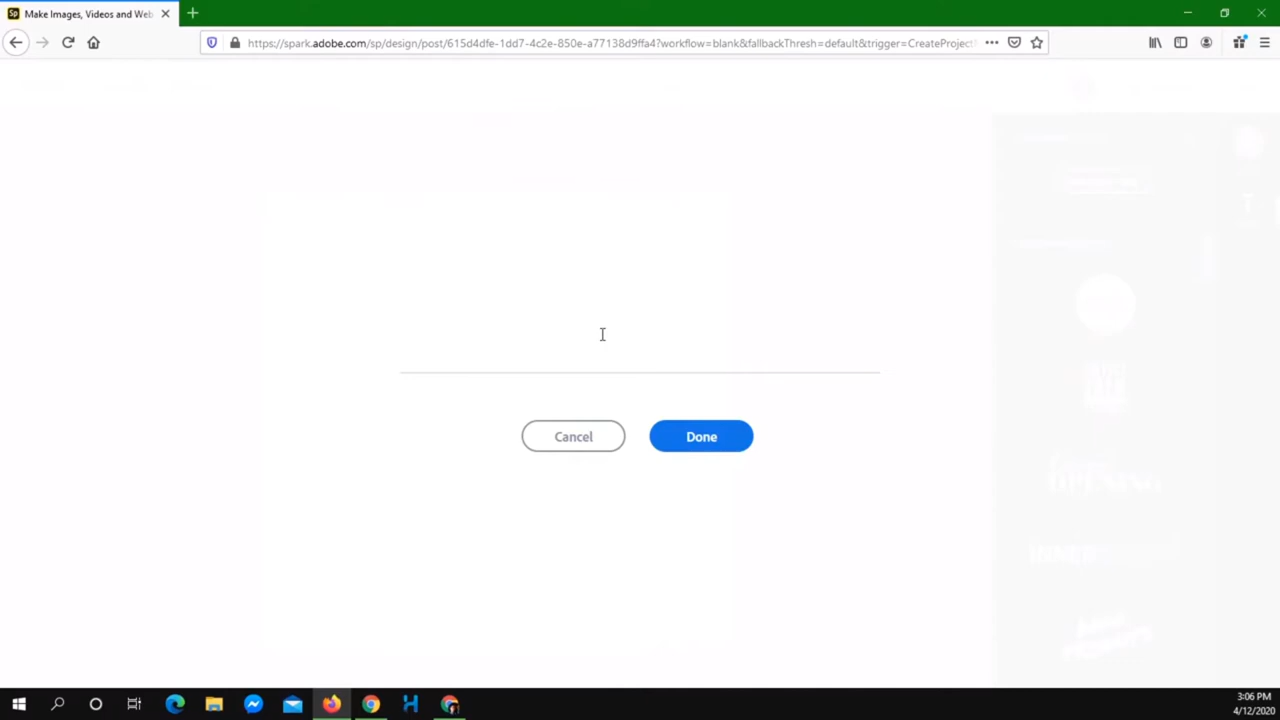 Sp Make Images, Videos and Web
https://spark.adobe.com/sp/design/post/615d4dfe-1dd7-4c2e-850e-a77138d9ffa4?workflow=blank&fallbackThresh=default&trigger=CreateProject
Cancel
Done
3:06 PM
4/12/2020